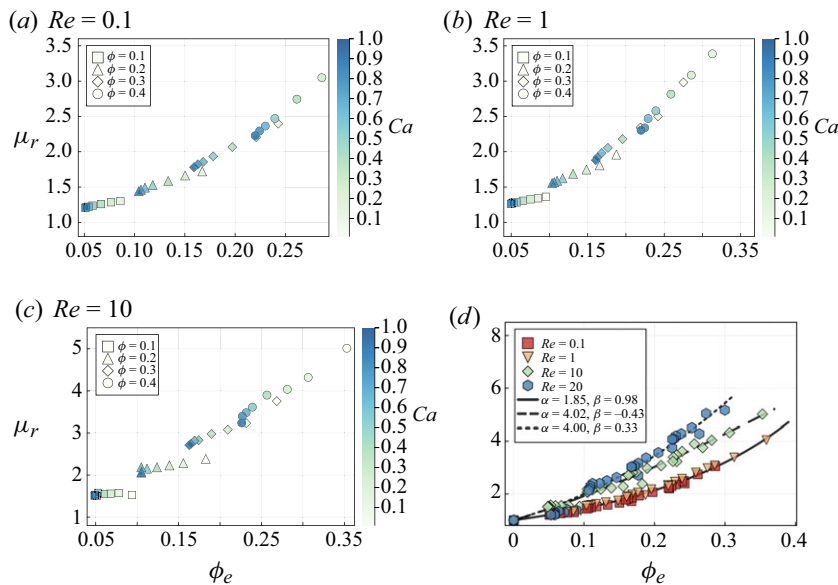 (a) Re = 0.1
(b) Re = 1
3.5
3.0
2.5
2.0
1.5
1.0
μr
ϕ = 0.1
ϕ = 0.2
ϕ = 0.3
ϕ = 0.4
0.05 0.10 0.15 0.20 0.25
1.0
0.9
0.8
0.7
0.6
0.5
0.4
0.3
0.2
0.1
Ca
3.5
3.0
2.5
2.0
1.5
1.0
ϕ = 0.1
ϕ = 0.2
ϕ = 0.3
ϕ = 0.4
0.05 0.15 0.25 0.35
1.0
0.9
0.8
0.7
0.6
0.5
0.4
0.3
0.2
0.1
Ca
(c) Re = 10
5
4
3
2
1
μr
ϕ = 0.1
ϕ = 0.2
ϕ = 0.3
ϕ = 0.4
0.05 0.15 0.25 0.35
ϕe
1.0
0.9
0.8
0.7
0.6
0.5
0.4
0.3
0.2
0.1
Ca
(d)
8
6
4
2
Re = 0.1
Re = 1
Re = 10
Re = 20
α = 1.85, β = 0.98
α = 4.02, β = −0.43
α = 4.00, β = 0.33
0 0.1 0.2 0.3 0.4
ϕe